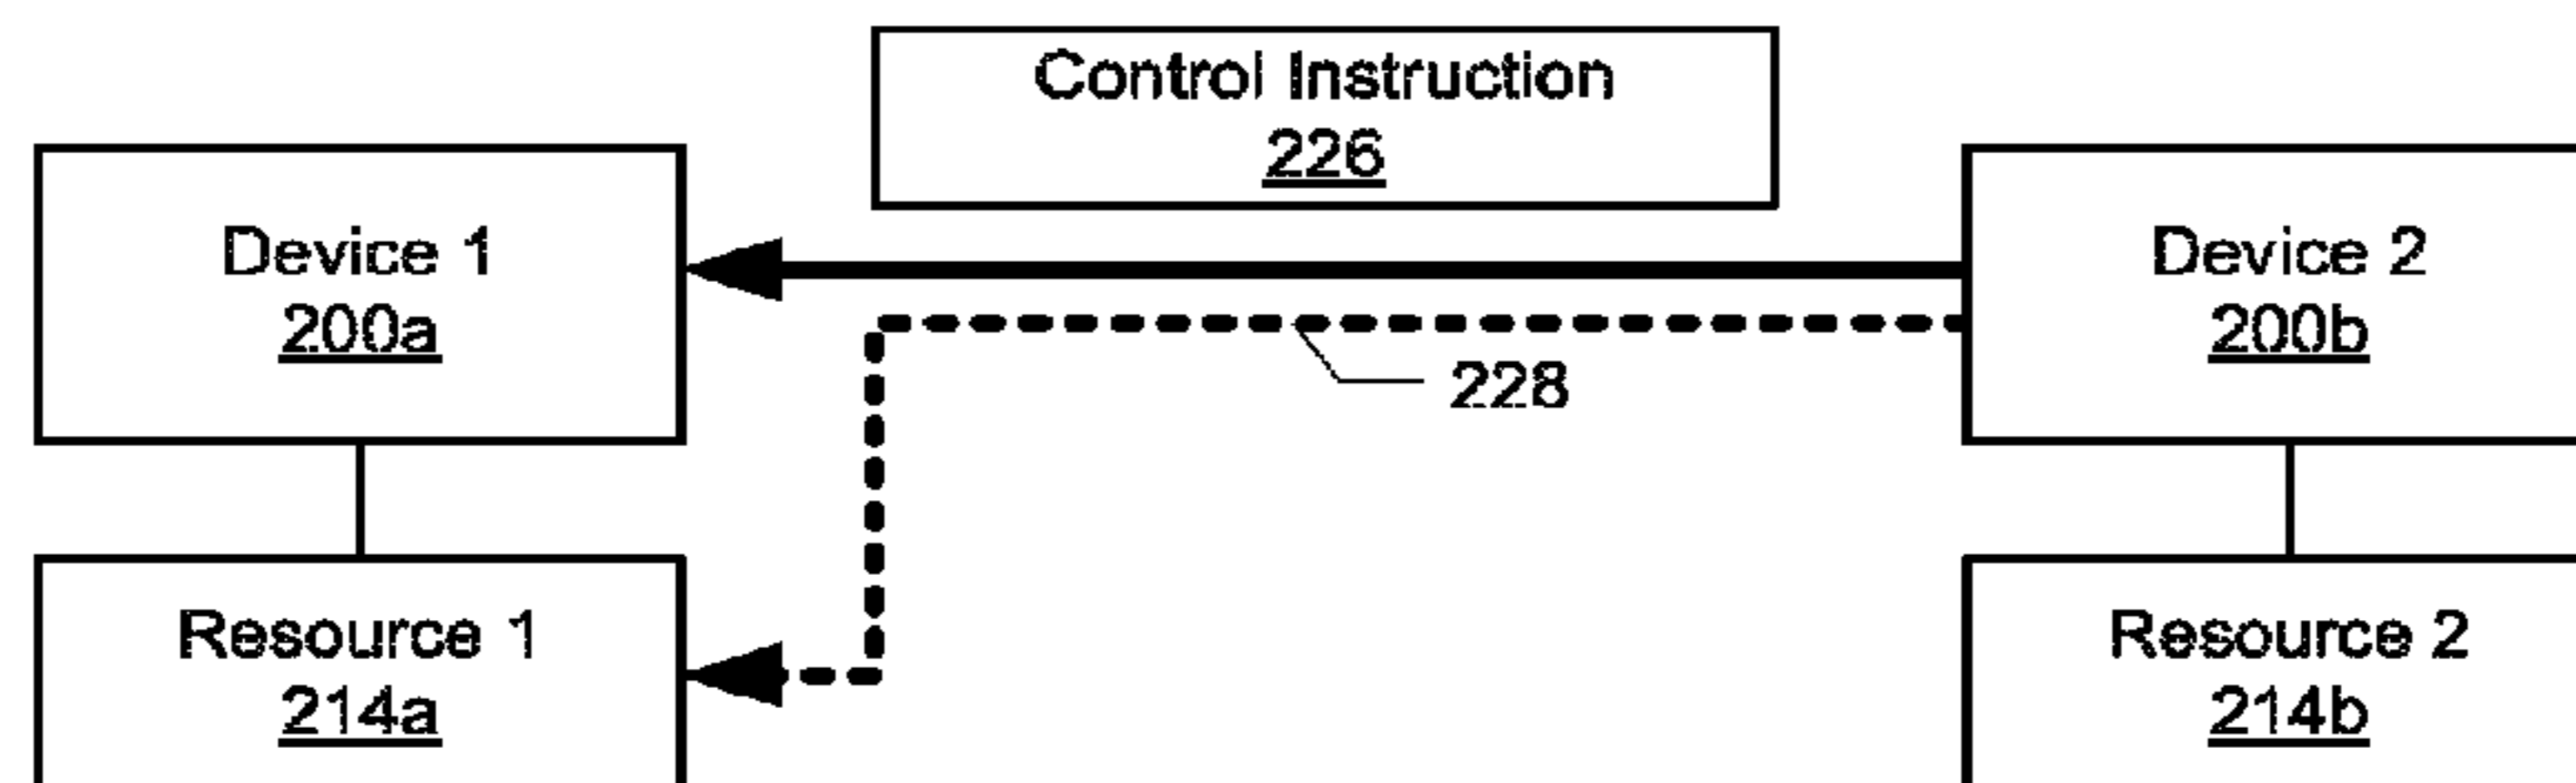 Control Instruction
226
Device 1
200a
Device 2
200b
228
Resource 1
214a
Resource 2
214b